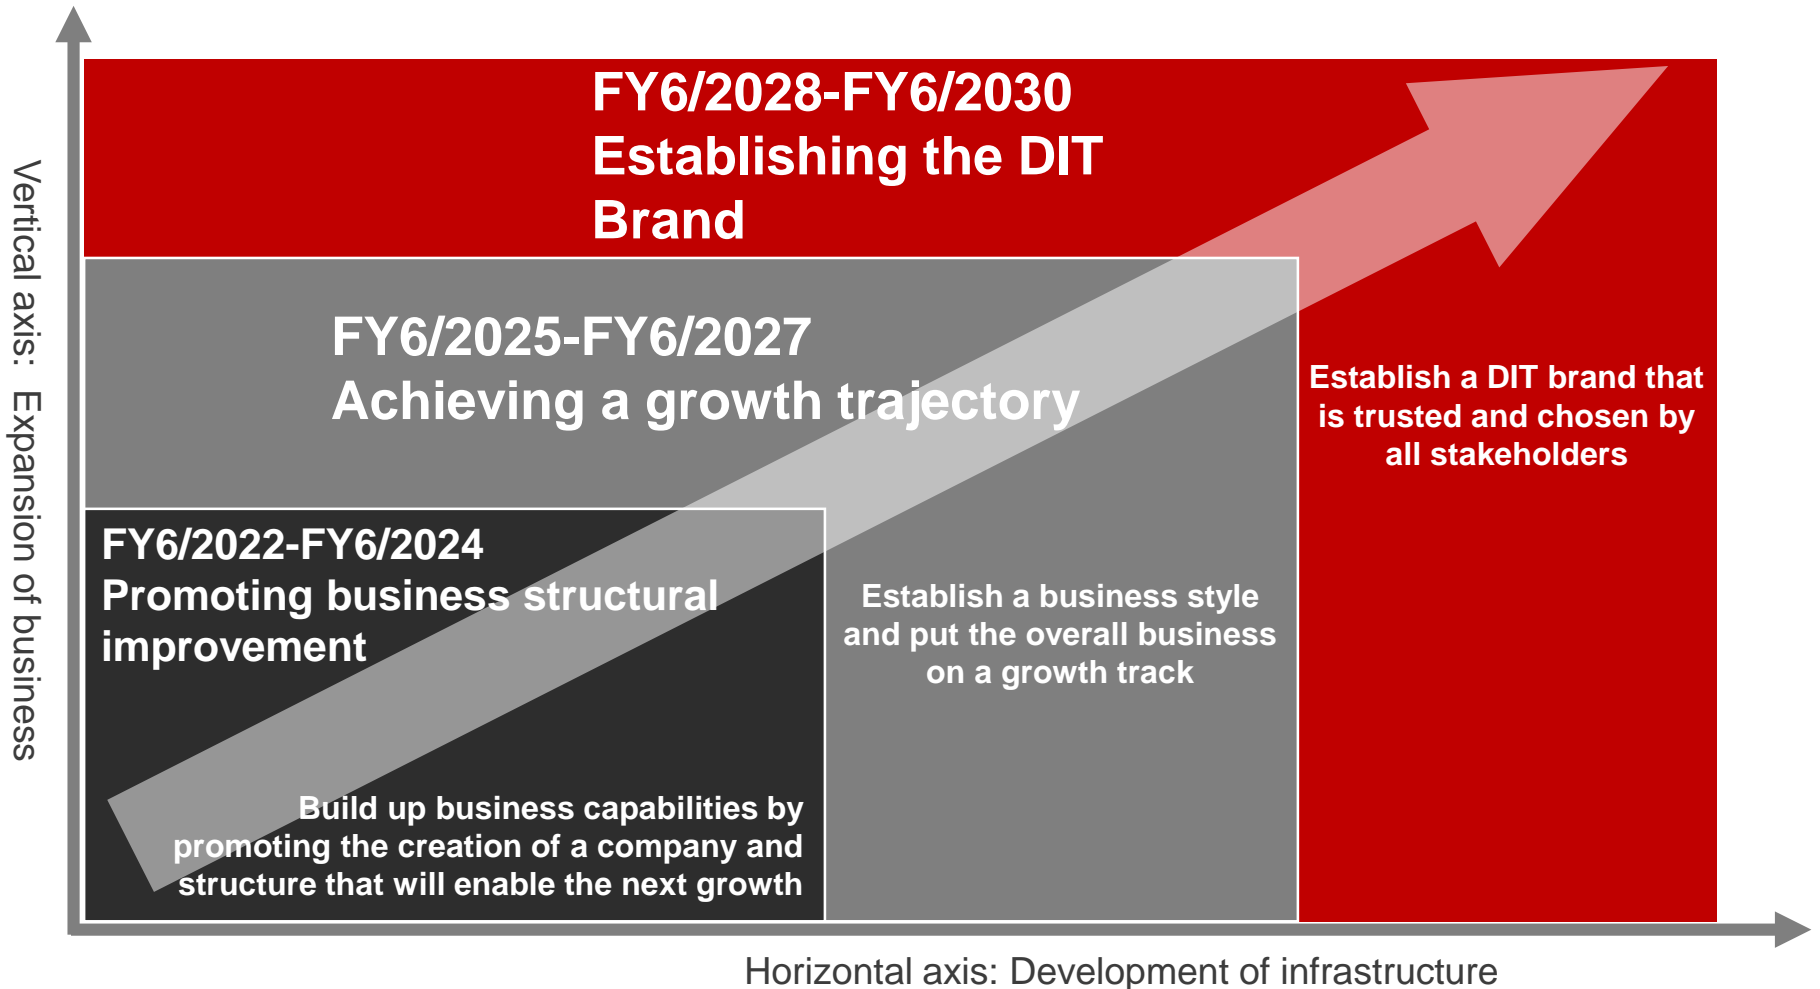 FY6/2028-FY6/2030
Establishing the DIT
Brand
FY6/2025-FY6/2027
Achieving a growth trajectory
Establish a DIT brand that
is trusted and chosen by
all stakeholders
FY6/2022-FY6/2024
Promoting business structural
improvement
Establish a business style
and put the overall business
on a growth track
Build up business capabilities by
promoting the creation of a company and
structure that will enable the next growth
Vertical axis: Expansion of business
Horizontal axis: Development of infrastructure